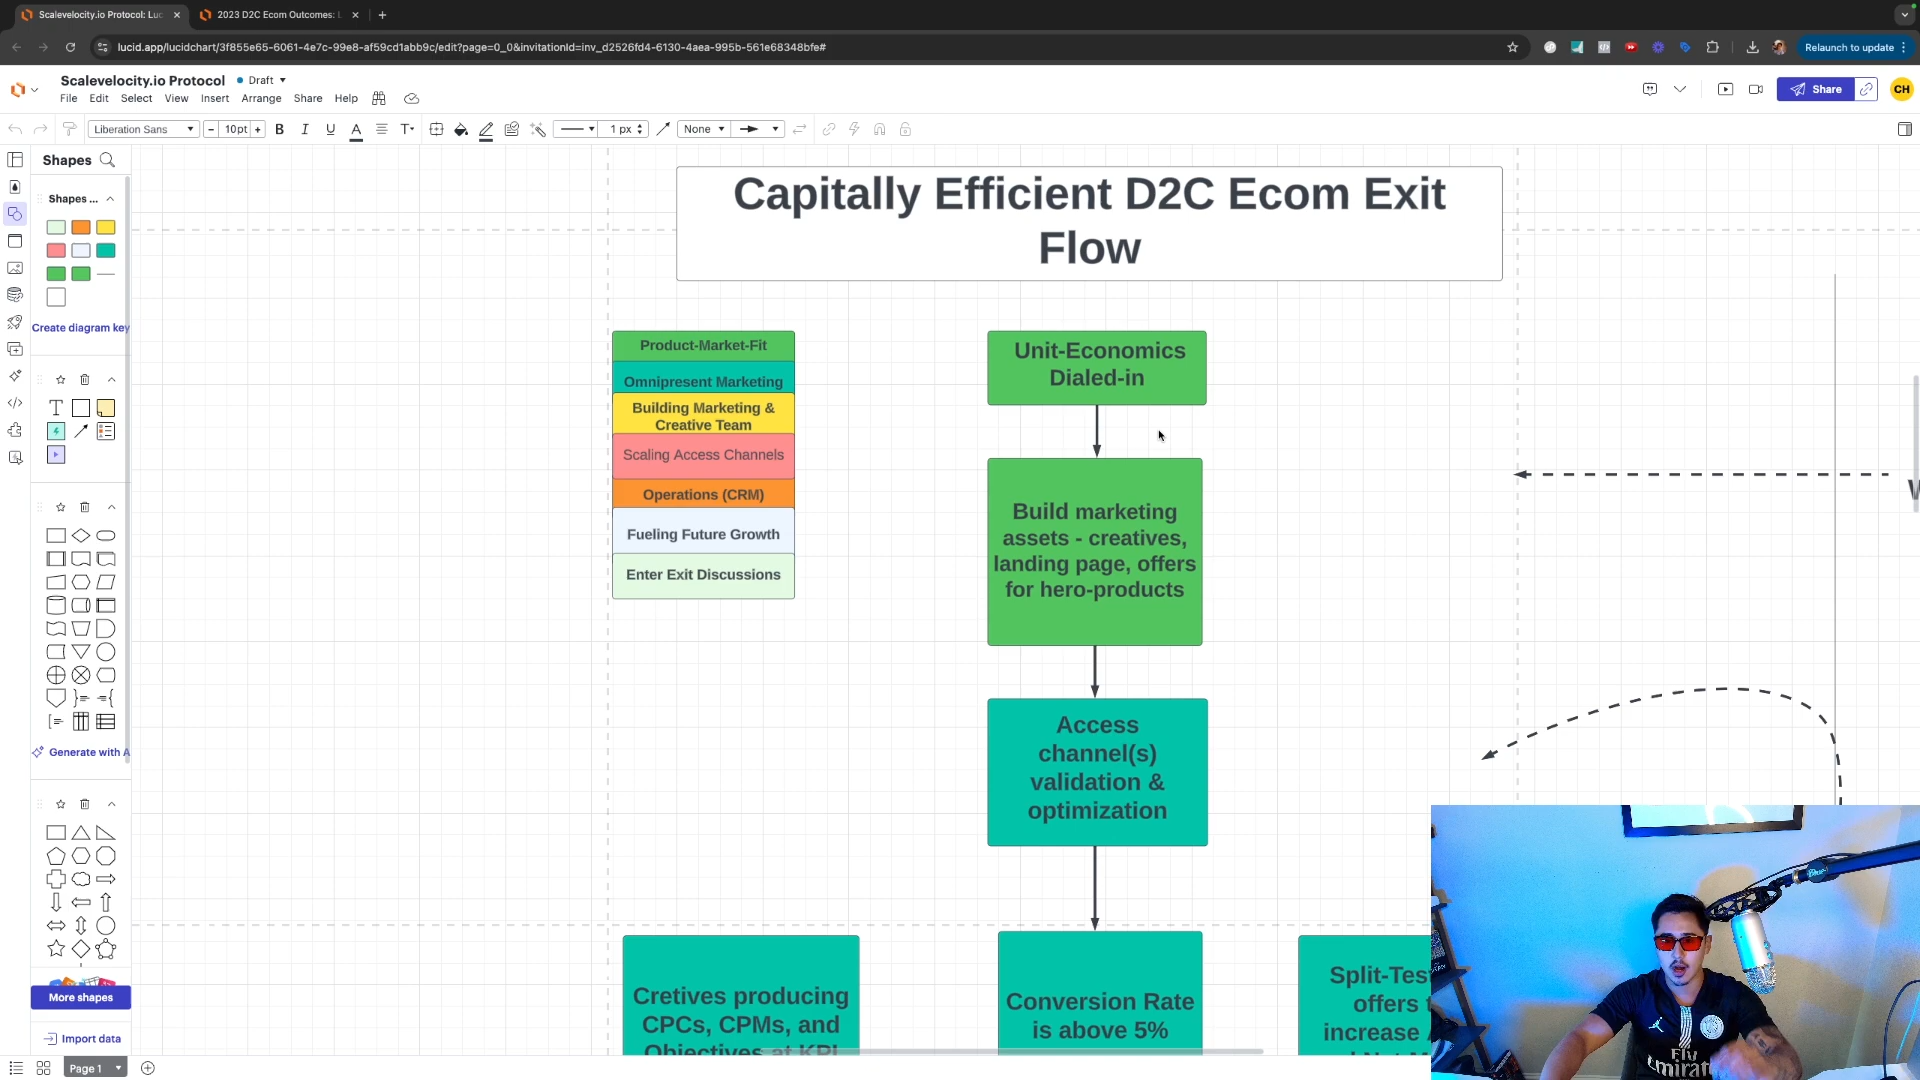 Scalevelocity.io Protocol: Luc
2023 D2C Ecom Outcomes: L
lucid.app/lucidchart/3f855e65-6061-4e7c-99e8-af59cd1abb9c/edit?page=0_0&invitationId=inv_d2526fd4-6130-4aea-995b-561e68348bfe#
Relaunch to update
Scalevelocity.io Protocol
Draft
File Edit Select View Insert Arrange Share Help
Share
CH
Liberation Sans
10pt
B I U A T
1 px
None
Shapes
Shapes ...
Create diagram key
T
Generate with A
More shapes
Import data
Page 1
Capitally Efficient D2C Ecom Exit
Flow
Product-Market-Fit
Omnipresent Marketing
Building Marketing &
Creative Team
Scaling Access Channels
Operations (CRM)
Fueling Future Growth
Enter Exit Discussions
Unit-Economics
Dialed-in
Build marketing
assets - creatives,
landing page, offers
for hero-products
Access
channel(s)
validation &
optimization
Cretives producing
CPCs, CPMs, and
Objectives at KPI
Conversion Rate
is above 5%
Split-Tes
offers t
increase
Fly
Emirat